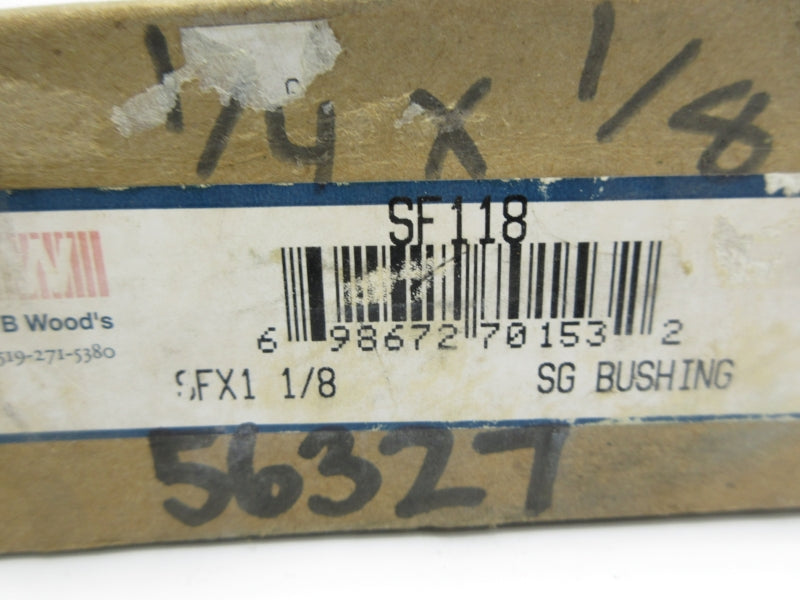 1/4 x 1/8
SF118
B Wood's
519-271-5380
6 98672 70153 2
SFX1 1/8 SG BUSHING
56327